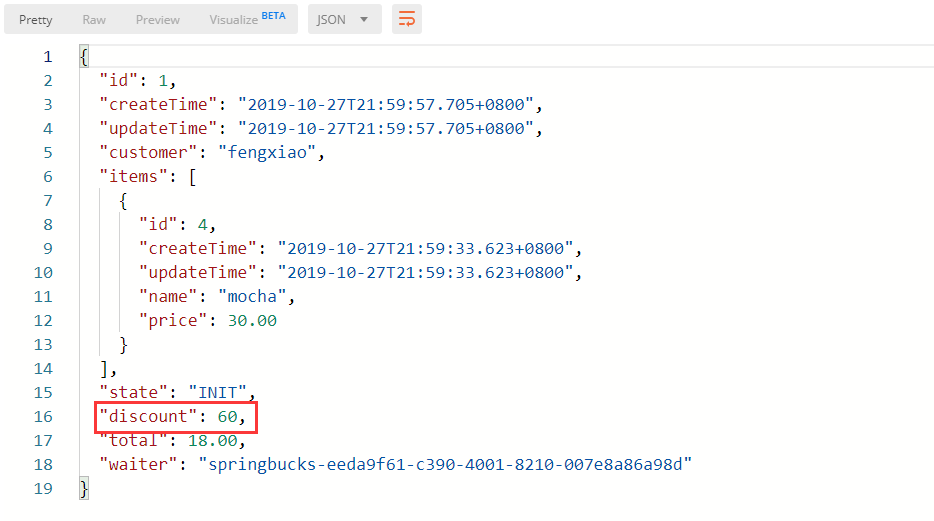 Pretty Raw Preview Visualize BETA JSON
1 {
2 "id": 1,
3 "createTime": "2019-10-27T21:59:57.705+0800",
4 "updateTime": "2019-10-27T21:59:57.705+0800",
5 "customer": "fengxiao",
6 "items": [
7 {
8 "id": 4,
9 "createTime": "2019-10-27T21:59:33.623+0800",
10 "updateTime": "2019-10-27T21:59:33.623+0800",
11 "name": "mocha",
12 "price": 30.00
13 }
14 ],
15 "state": "INIT",
16 "discount": 60,
17 "total": 18.00,
18 "waiter": "springbucks-eeda9f61-c390-4001-8210-007e8a86a98d"
19 }